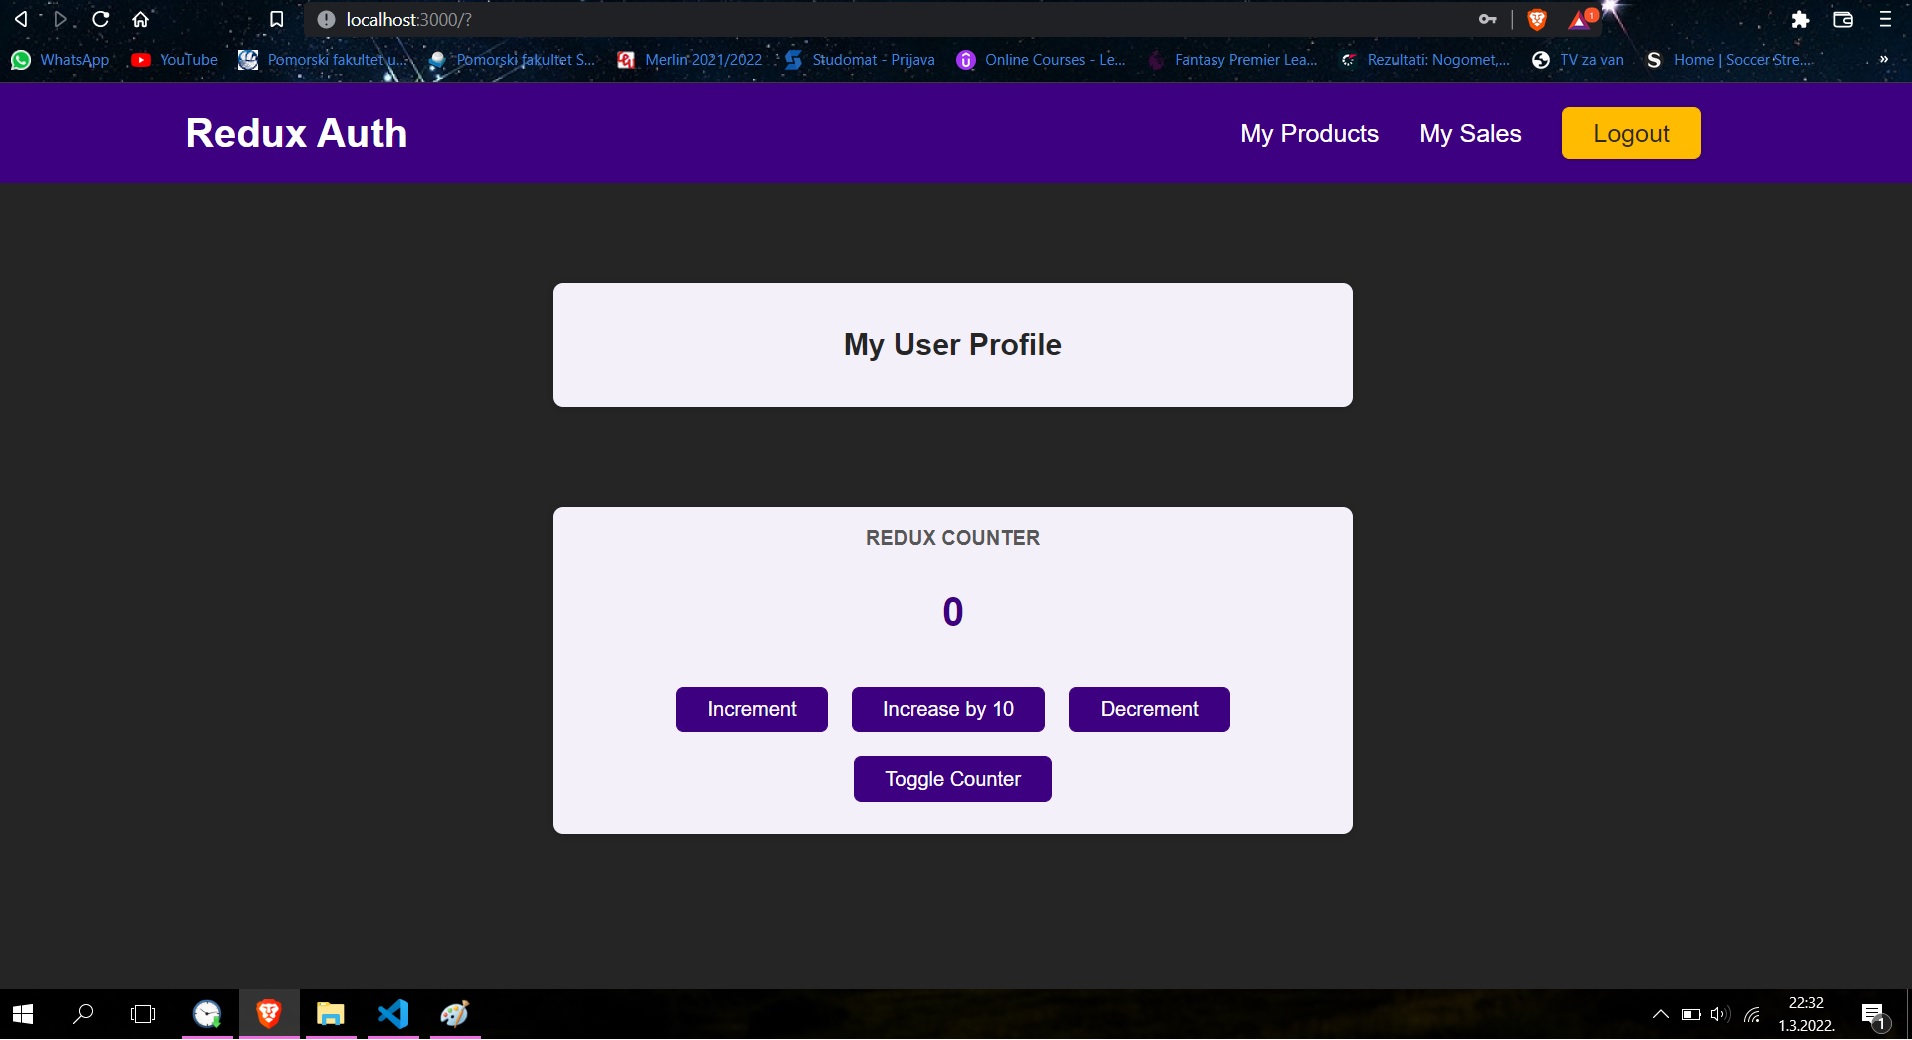 localhost:3000/?
1
WhatsApp YouTube Pomorski fakultet u... Pomorski fakultet S... Merlin 2021/2022 Studomat - Prijava Online Courses - Le... Fantasy Premier Lea... Rezultati: Nogomet,... TV za van Home | Soccer Stre... »
Redux Auth My Products My Sales Logout
My User Profile
REDUX COUNTER
0
Increment Increase by 10 Decrement
Toggle Counter
22:32
1.3.2022.
1